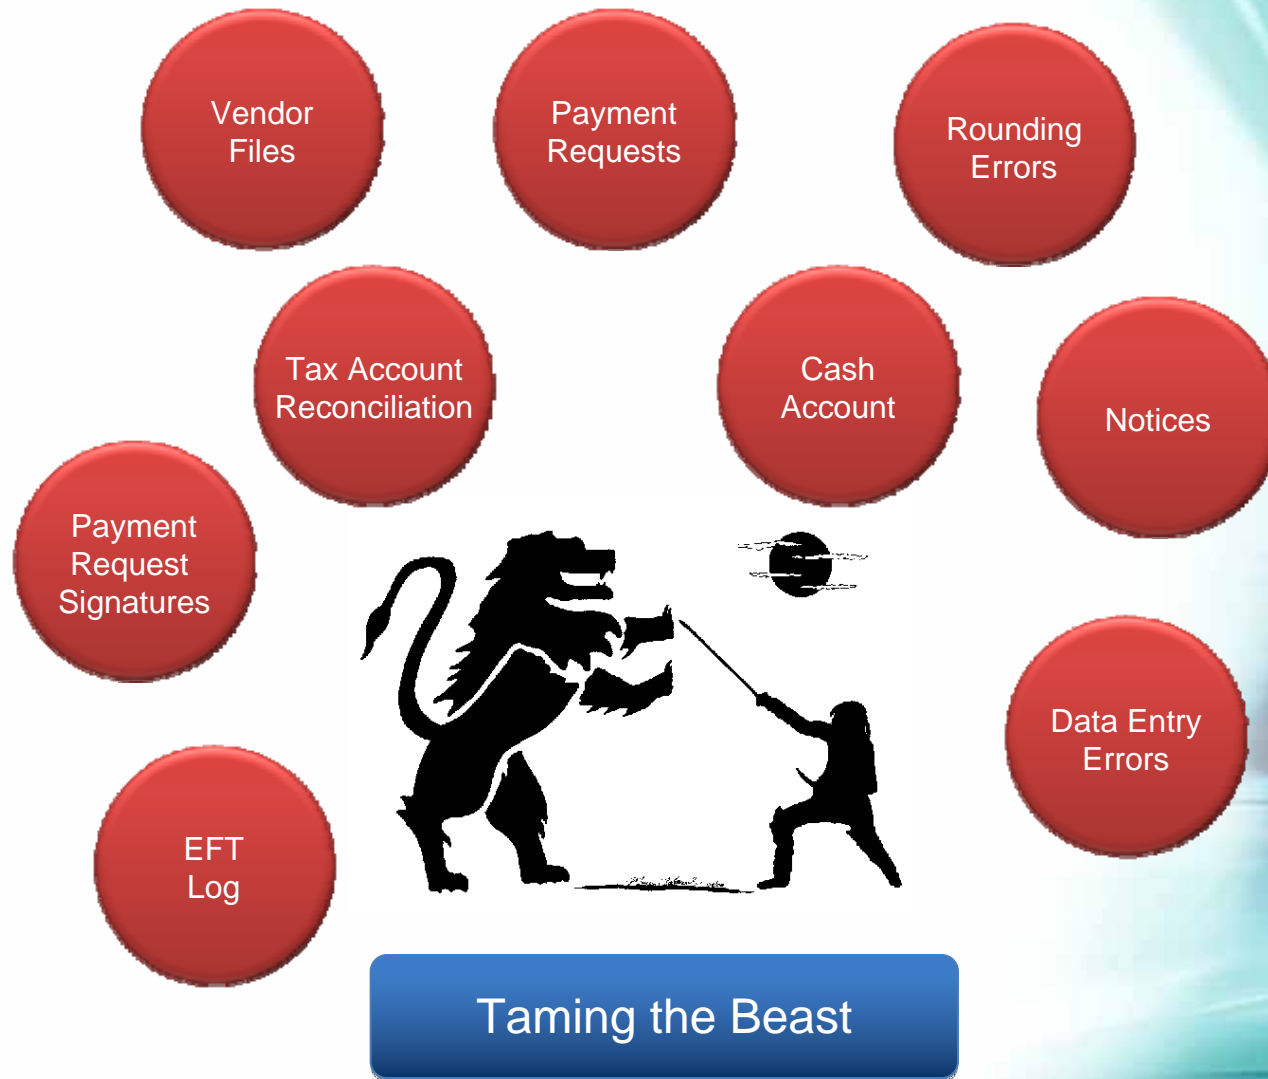 Vendor
Files
Payment
Requests
Rounding
Errors
Tax Account
Reconciliation
Cash
Account
Notices
Payment
Request
Signatures
Data Entry
Errors
EFT
Log
Taming the Beast